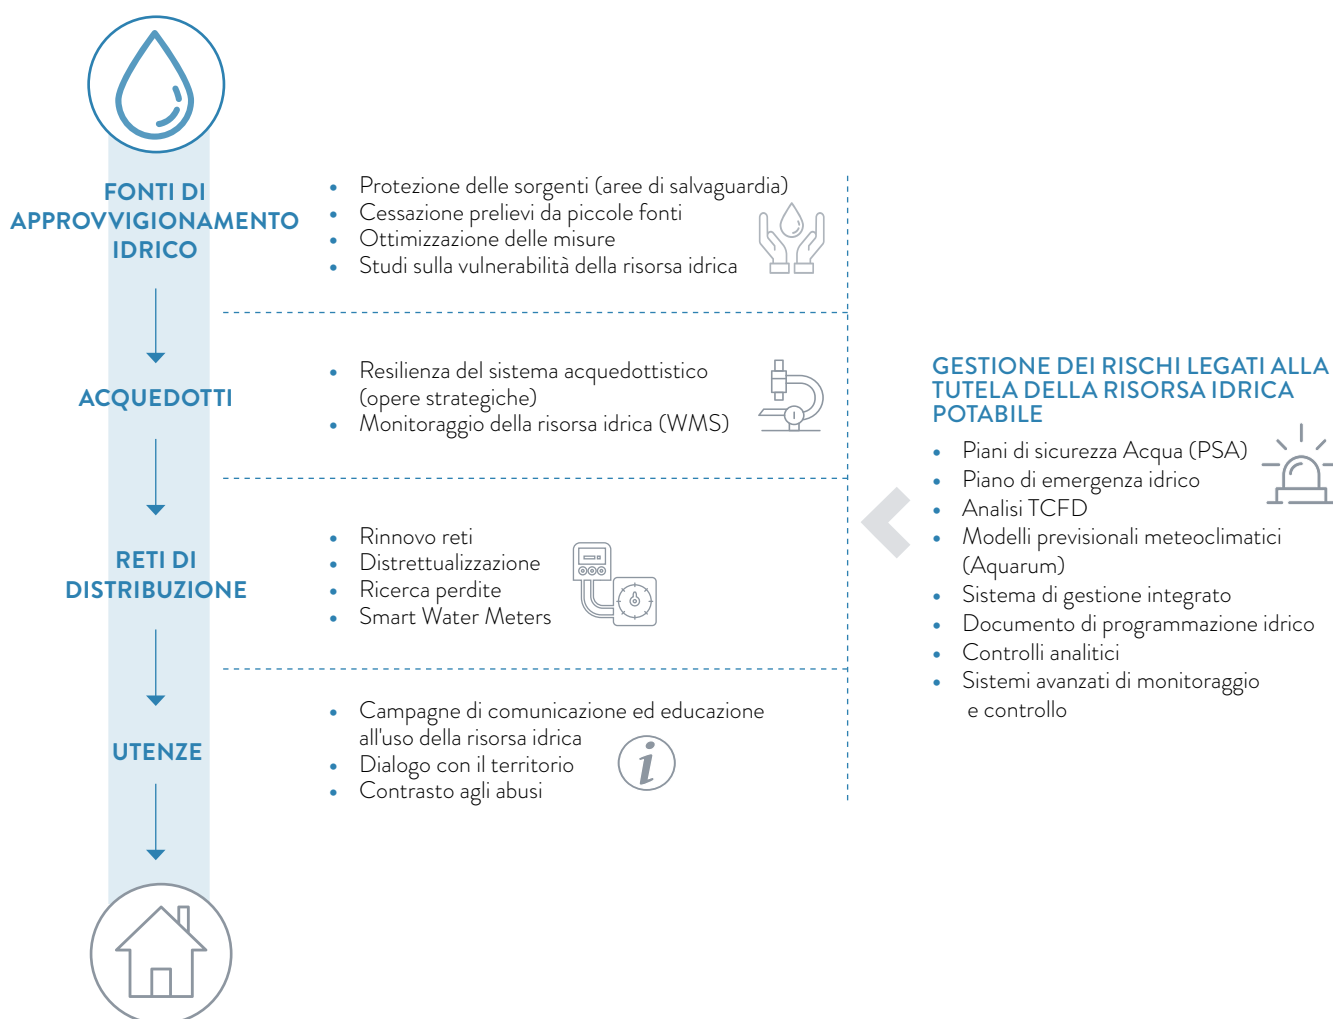 FONTI DI
APPROVVIGIONAMENTO
IDRICO
• Protezione delle sorgenti (aree di salvaguardia)
• Cessazione prelievi da piccole fonti
• Ottimizzazione delle misure
• Studi sulla vulnerabilità della risorsa idrica
ACQUEDOTTI
• Resilienza del sistema acquedottistico
(opere strategiche)
• Monitoraggio della risorsa idrica (WMS)
RETI DI
DISTRIBUZIONE
• Rinnovo reti
• Distrettualizzazione
• Ricerca perdite
• Smart Water Meters
UTENZE
• Campagne di comunicazione ed educazione
all'uso della risorsa idrica
• Dialogo con il territorio
• Contrasto agli abusi
i
GESTIONE DEI RISCHI LEGATI ALLA
TUTELA DELLA RISORSA IDRICA
POTABILE
• Piani di sicurezza Acqua (PSA)
• Piano di emergenza idrico
• Analisi TCFD
• Modelli previsionali meteoclimatici
(Aquarum)
• Sistema di gestione integrato
• Documento di programmazione idrico
• Controlli analitici
• Sistemi avanzati di monitoraggio
e controllo